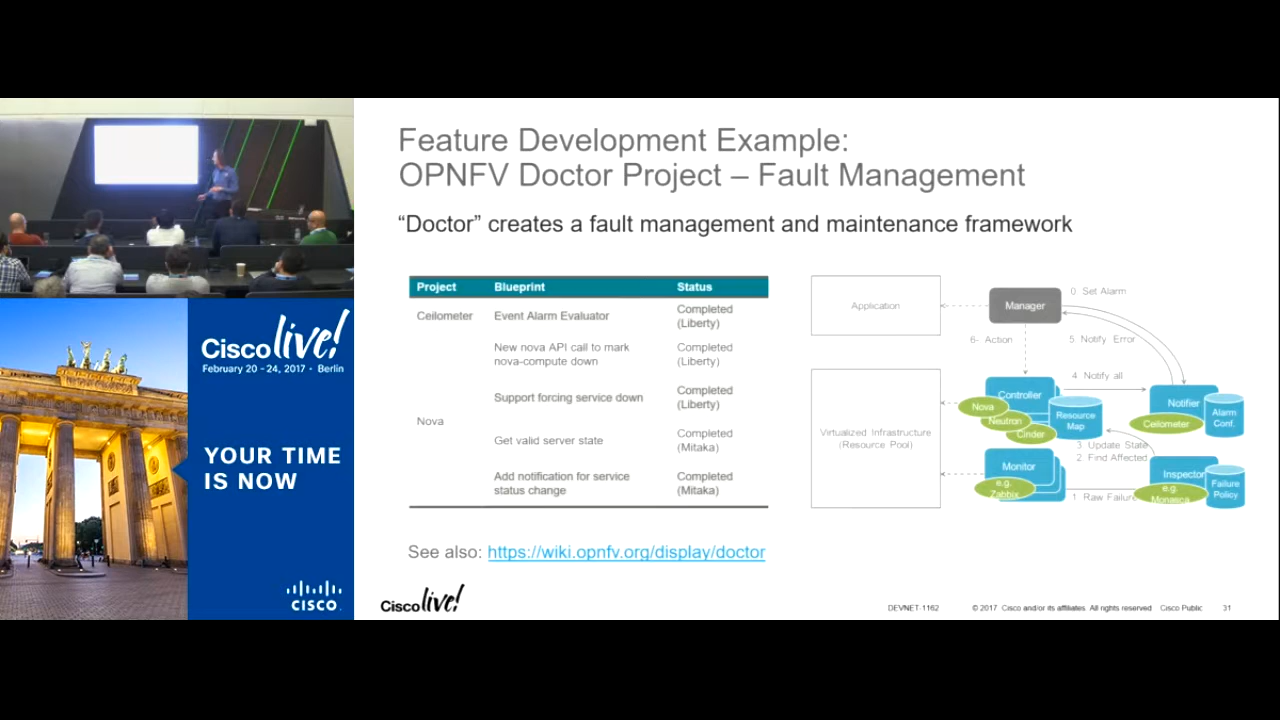 Feature Development Example:
OPNFV Doctor Project – Fault Management
“Doctor” creates a fault management and maintenance framework
Project Blueprint Status
Ceilometer Event Alarm Evaluator Completed
(Liberty)
New nova API call to mark
nova-compute down
Completed
(Liberty)
Support forcing service down
Completed
(Liberty)
Nova
Get valid server state
Completed
(Mitaka)
Add notification for service
status change
Completed
(Mitaka)
Application
Manager
0 Set Alarm
6- Action
5 Notify Error
4 Notify all
Controller
Nova
Neutron
Cinder
Resource
Map
Notifier
Ceilometer
Alarm
Conf.
Virtualized Infrastructure
(Resource Pool)
3 Update State
2 Find Affected
Monitor
e.g.
Zabbix
1 Raw Failure
Inspector
e.g.
Monasca
Failure
Policy
See also: https://wiki.opnfv.org/display/doctor
Cisco live!
DEVNET-1162 © 2017 Cisco and/or its affiliates. All rights reserved Cisco Public 31
Cisco live!
February 20 - 24, 2017 · Berlin
YOUR TIME
IS NOW
CISCO.